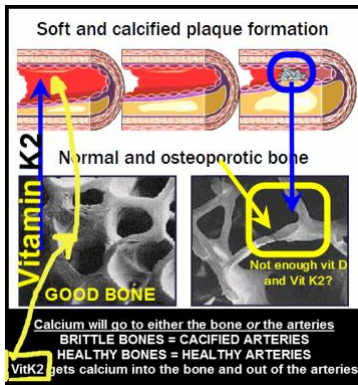 Soft and calcified plaque formation
Vitamin K2
Normal and osteoporotic bone
GOOD BONE
Not enough vit D
and Vit K2?
Calcium will go to either the bone or the arteries
BRITTLE BONES = CACIFIED ARTERIES
HEALTHY BONES = HEALTHY ARTERIES
VitK2 gets calcium into the bone and out of the arteries